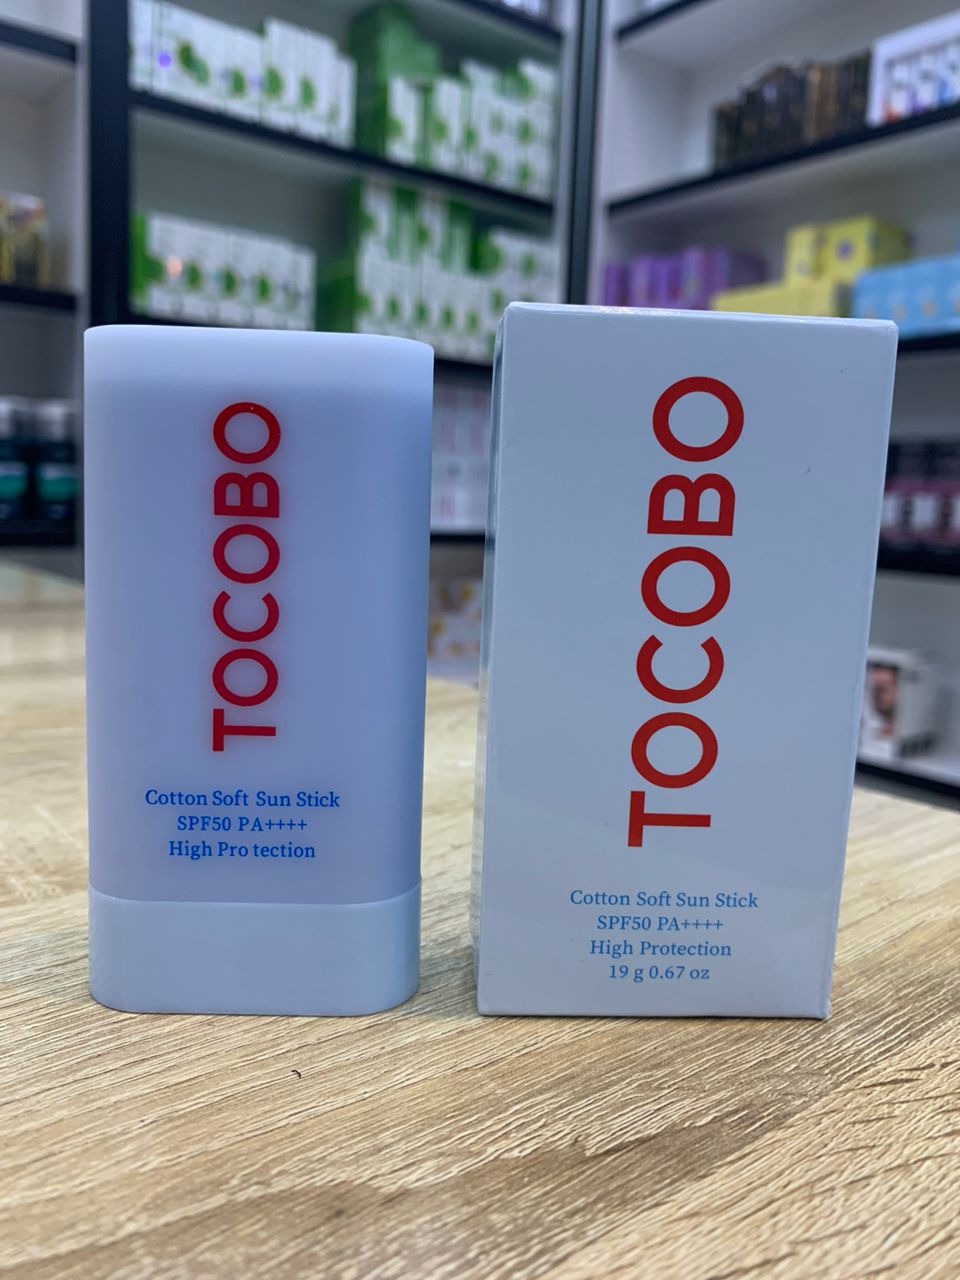 TOCOBO
Cotton Soft Sun Stick
SPF50 PA++++
High Pro tection
TOCOBO
Cotton Soft Sun Stick
SPF50 PA++++
High Protection
19 g 0.67 oz